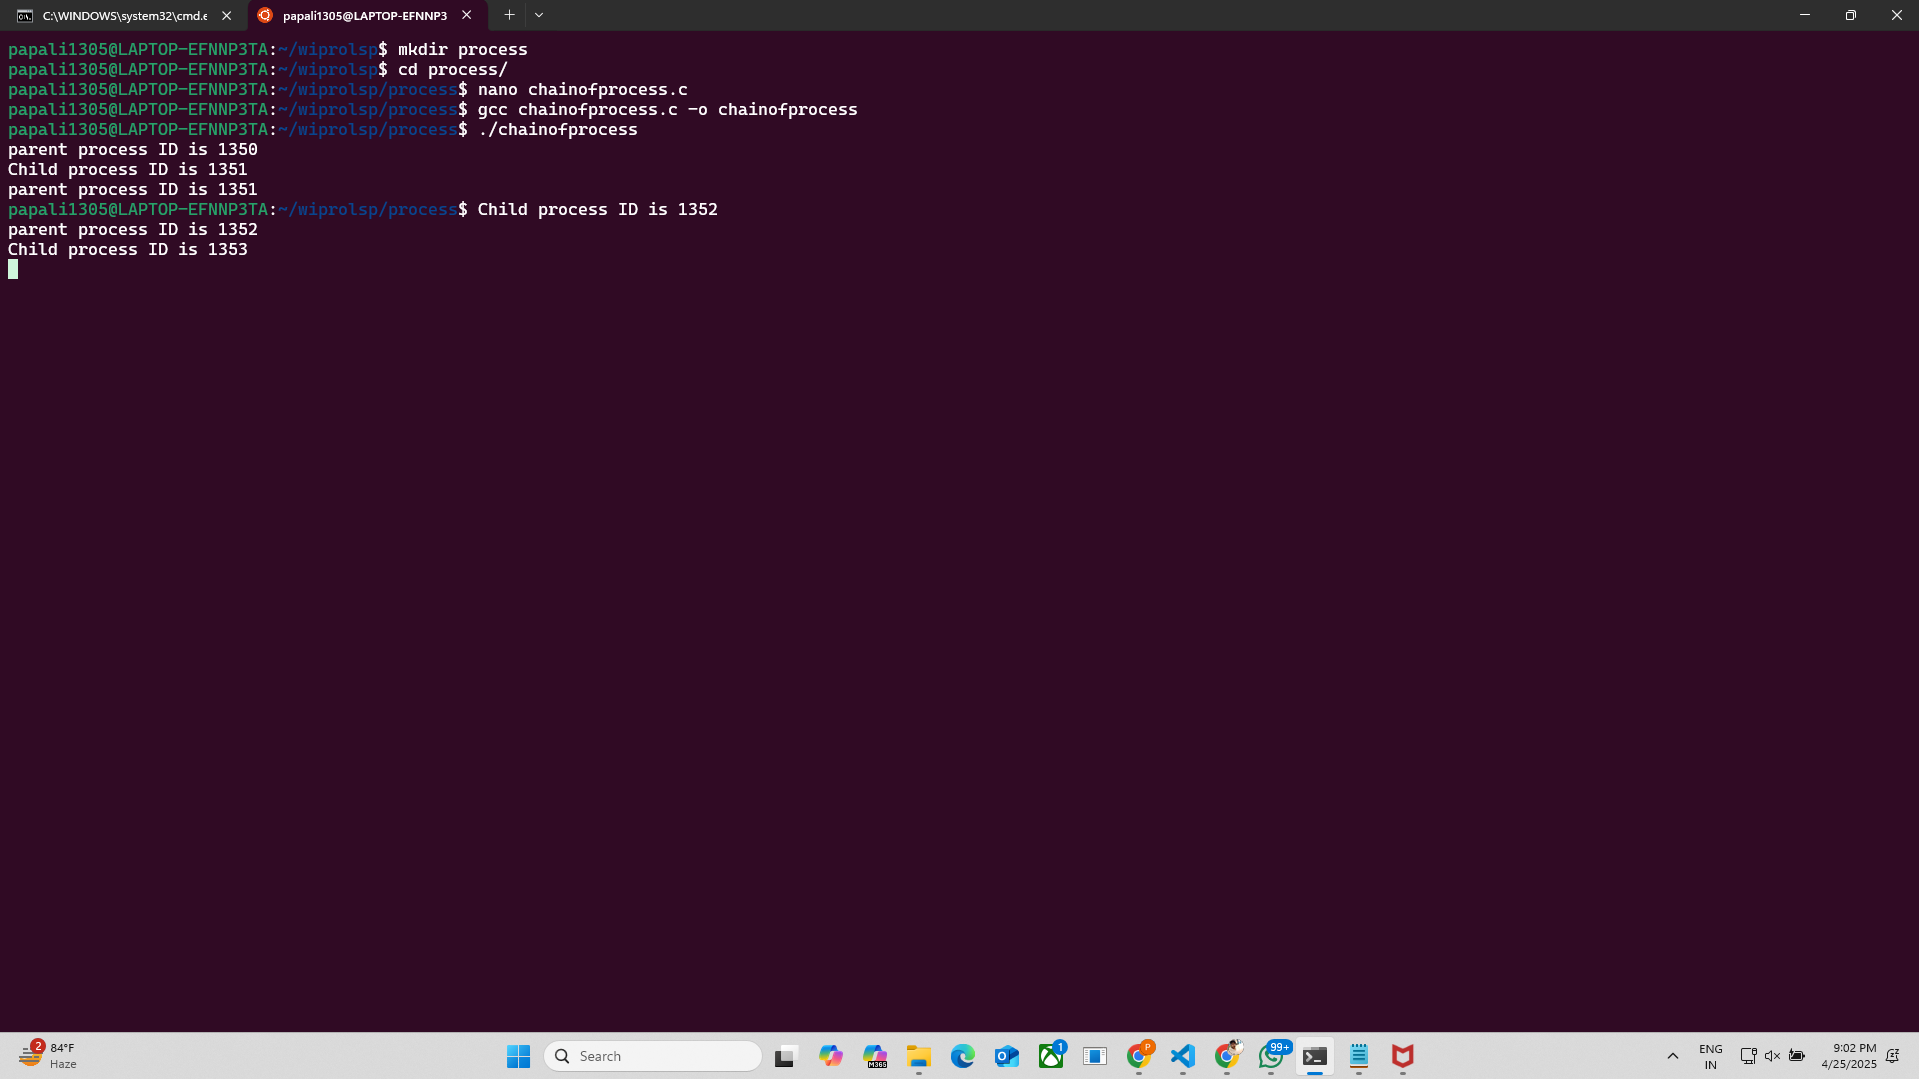 C:\WINDOWS\system32\cmd.e
papali1305@LAPTOP-EFNNP3
papali1305@LAPTOP-EFNNP3TA:~/wiprolsp$ mkdir process
papali1305@LAPTOP-EFNNP3TA:~/wiprolsp$ cd process/
papali1305@LAPTOP-EFNNP3TA:~/wiprolsp/process$ nano chainofprocess.c
papali1305@LAPTOP-EFNNP3TA:~/wiprolsp/process$ gcc chainofprocess.c -o chainofprocess
papali1305@LAPTOP-EFNNP3TA:~/wiprolsp/process$ ./chainofprocess
parent process ID is 1350
Child process ID is 1351
parent process ID is 1351
papali1305@LAPTOP-EFNNP3TA:~/wiprolsp/process$ Child process ID is 1352
parent process ID is 1352
Child process ID is 1353
2
84°F
Haze
Search
M365
O
1
P
99+
ENG
IN
9:02 PM
4/25/2025